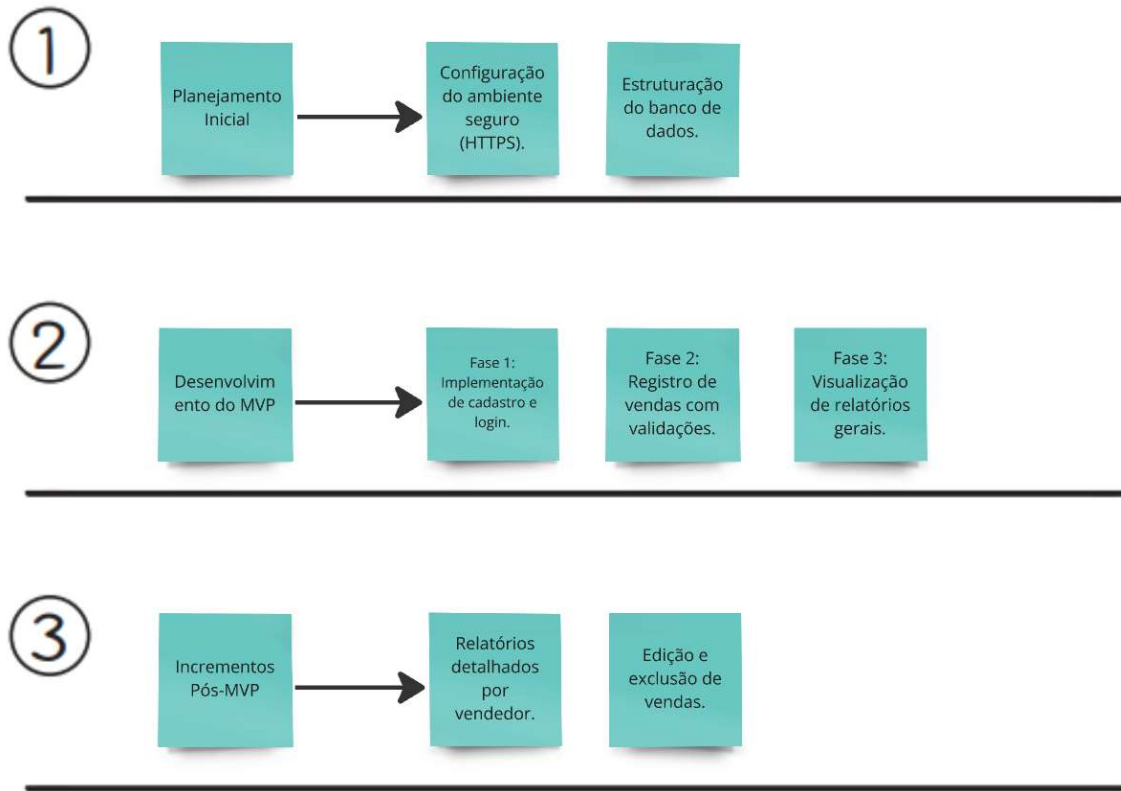 1
Planejamento
Inicial
Configuração
do ambiente
seguro
(HTTPS).
Estruturação
do banco de
dados.
2
Desenvolvim
ento do MVP
Fase 1:
Implementação
de cadastro e
login.
Fase 2:
Registro de
vendas com
validações.
Fase 3:
Visualização
de relatórios
gerais.
3
Incrementos
Pós-MVP
Relatórios
detalhados
por
vendedor.
Edição e
exclusão de
vendas.